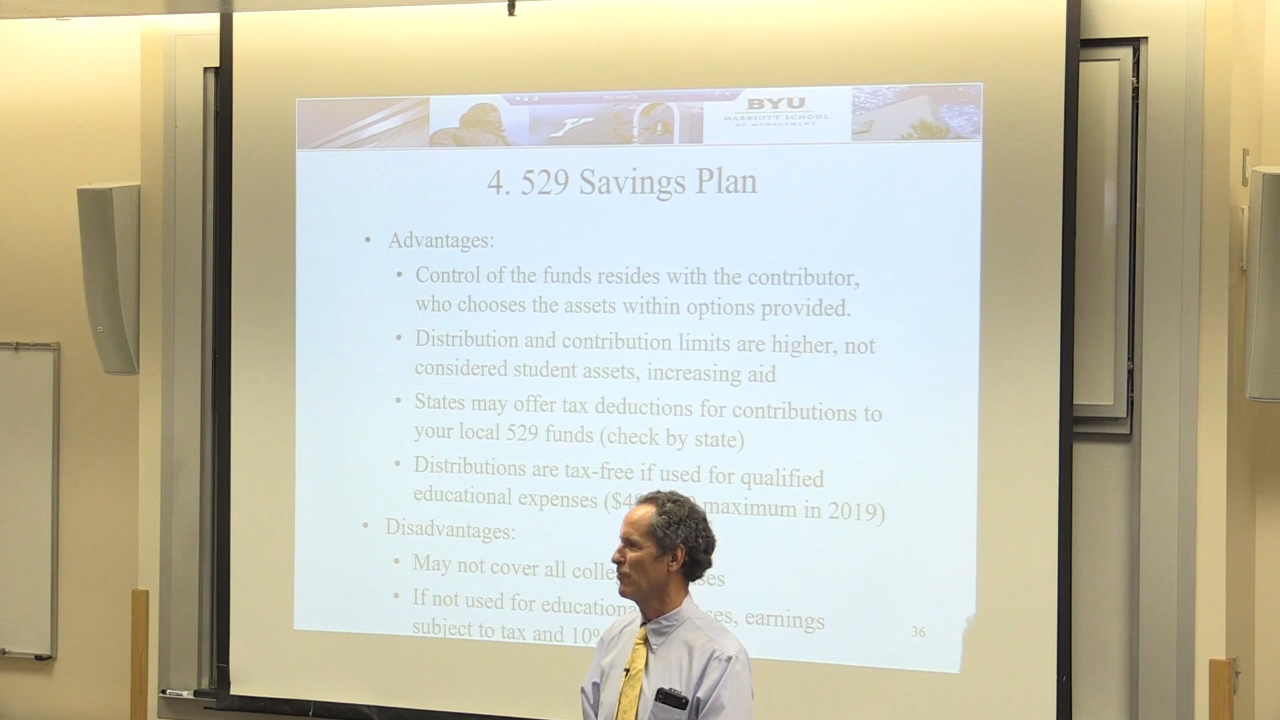 BYU
MARRIOTT SCHOOL
OF MANAGEMENT
Y
4. 529 Savings Plan
• Advantages:
• Control of the funds resides with the contributor,
who chooses the assets within options provided.
• Distribution and contribution limits are higher, not
considered student assets, increasing aid
• States may offer tax deductions for contributions to
your local 529 funds (check by state)
• Distributions are tax-free if used for qualified
educational expenses maximum in 2019)
• Disadvantages:
• May not cover all
• If not used for earnings
subject to tax and 10%
36